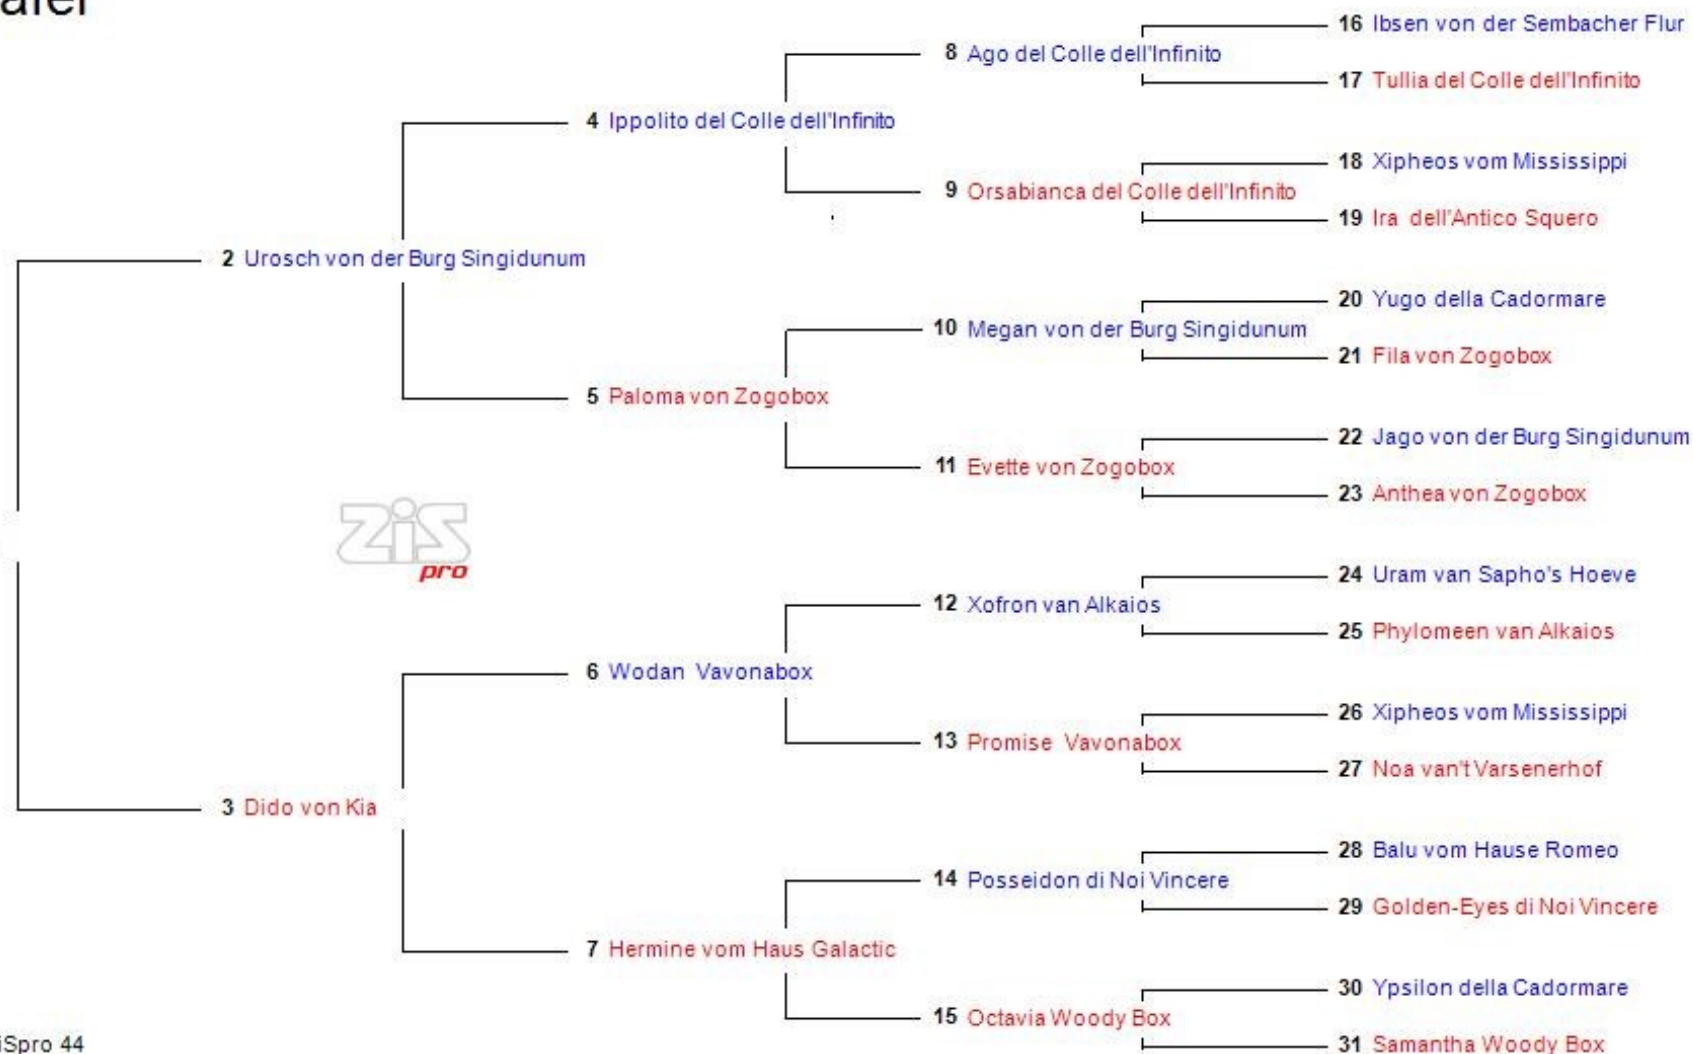 16 Ibsen von der Sembacher Flur
8 Ago del Colle dell'Infinito
17 Tullia del Colle dell'Infinito
4 Ippolito del Colle dell'Infinito
18 Xipheos vom Mississippi
9 Orsabianca del Colle dell'Infinito
19 Ira dell'Antico Squero
2 Urosch von der Burg Singidunum
20 Yugo della Cadormare
10 Megan von der Burg Singidunum
21 Fila von Zogobox
5 Paloma von Zogobox
22 Jago von der Burg Singidunum
11 Evette von Zogobox
23 Anthea von Zogobox
ZiS
pro
24 Uram van Sapho's Hoeve
12 Xofron van Alkaios
25 Phylomeen van Alkaios
6 Wodan Vavonabox
26 Xipheos vom Mississippi
13 Promise Vavonabox
27 Noa van't Varsenerhof
3 Dido von Kia
28 Balu vom Hause Romeo
14 Posseidon di Noi Vincere
29 Golden-Eyes di Noi Vincere
7 Hermine vom Haus Galactic
30 Ypsilon della Cadormare
15 Octavia Woody Box
31 Samantha Woody Box
iSpro 44